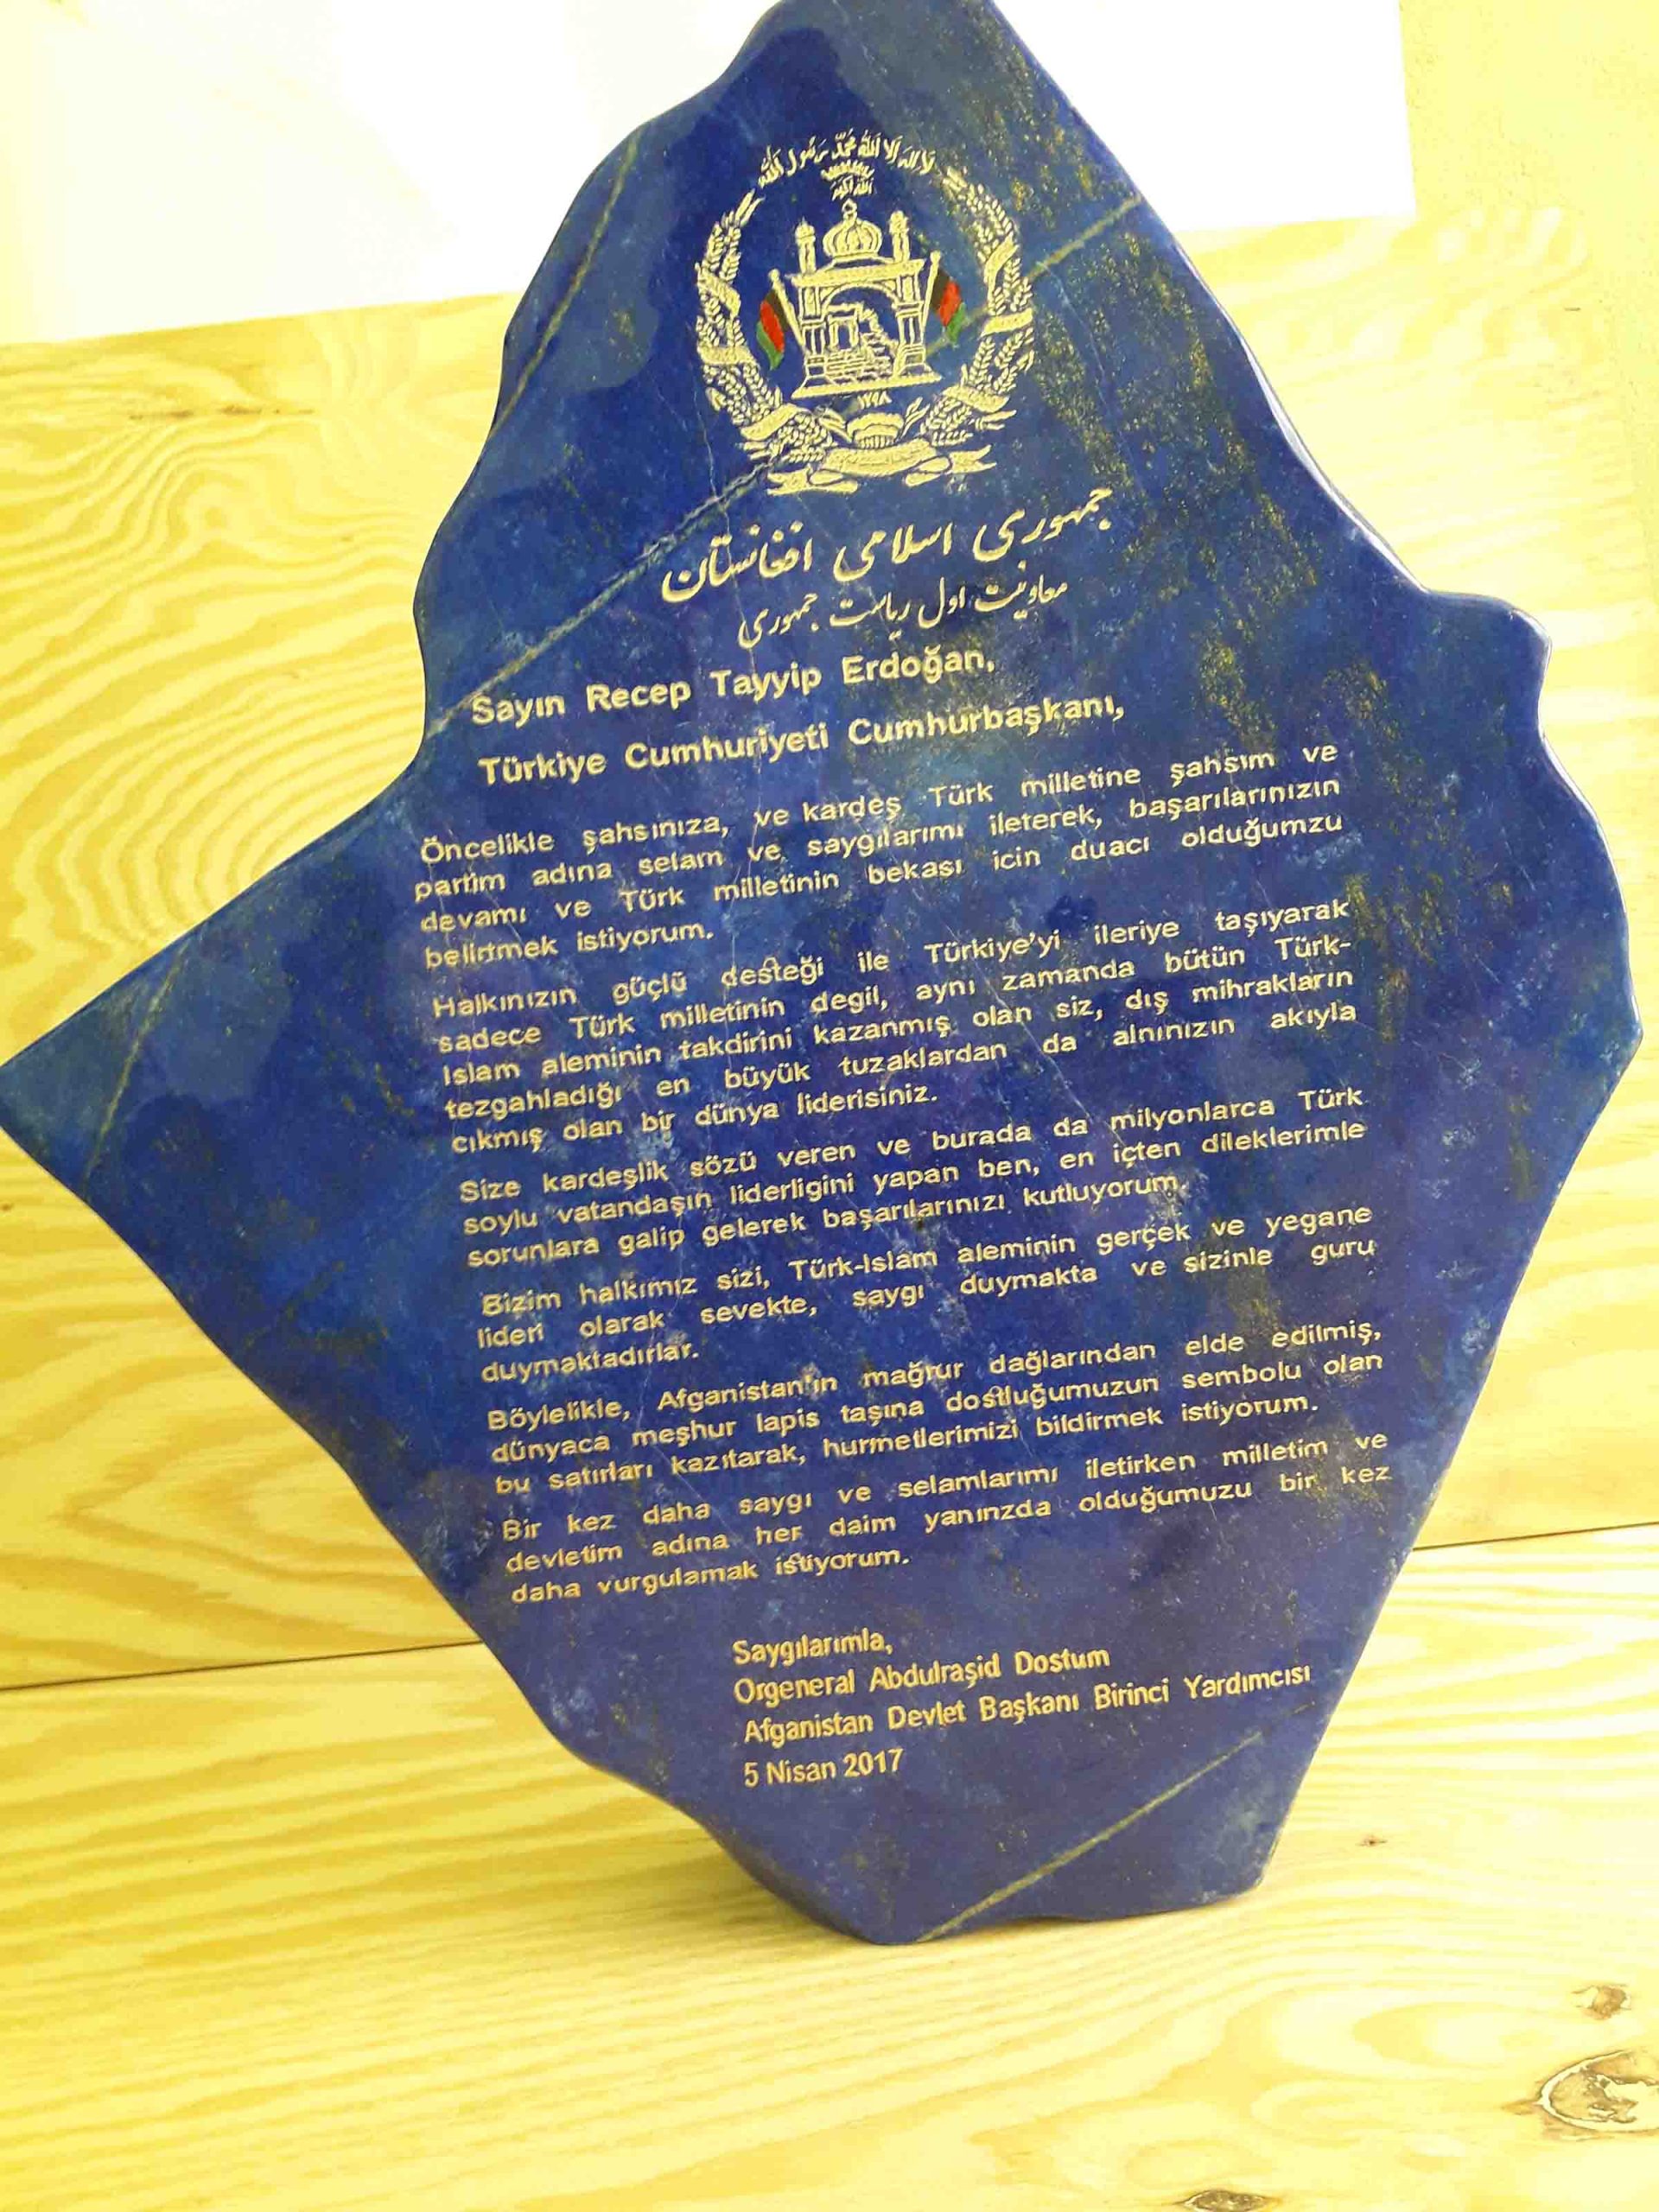 لا اله الا الله محمد رسول الله
الله اكبر
۱۲۹۸
جمهوری اسلامی افغانستان
معاونیت اول ریاست جمهوری
Sayın Recep Tayyip Erdoğan,
Türkiye Cumhuriyeti Cumhurbaşkanı,
Öncelikle şahsınıza, ve kardeş Türk milletine şahsım ve
partim adına selam ve saygılarımı ileterek, başarılarınızın
devamı ve Türk milletinin bekası icin duacı olduğumzu
belirtmek istiyorum.
Halkınızın güçlü desteği ile Türkiye'yi ileriye taşıyarak
sadece Türk milletinin degil, aynı zamanda bütün Türk-
Islam aleminin takdirini kazanmış olan siz, dış mihrakların
tezgahladığı en büyük tuzaklardan da alnınızın akıyla
cıkmış olan bir dünya liderisiniz.
Size kardeşlik sözü veren ve burada da milyonlarca Türk
soylu vatandaşın liderligini yapan ben, en içten dileklerimle
sorunlara galip gelerek başarılarınızı kutluyorum.
Bizim halkımız sizi, Türk-Islam aleminin gerçek ve yegane
lideri olarak sevekte, saygı duymakta ve sizinle guru
duymaktadırlar.
Böylelikle, Afganistan'ın mağrur dağlarından elde edilmiş,
dünyaca meşhur lapis taşına dostluğumuzun sembolu olan
bu satırları kazıtarak, hurmetlerimizi bildirmek istiyorum.
Bir kez daha saygı ve selamlarımı iletirken milletim ve
devletim adına her daim yanınzda olduğumuzu bir kez
daha vurgulamak istiyorum.
Saygılarımla,
Orgeneral Abdulraşid Dostum
Afganistan Devlet Başkanı Birinci Yardımcısı
5 Nisan 2017